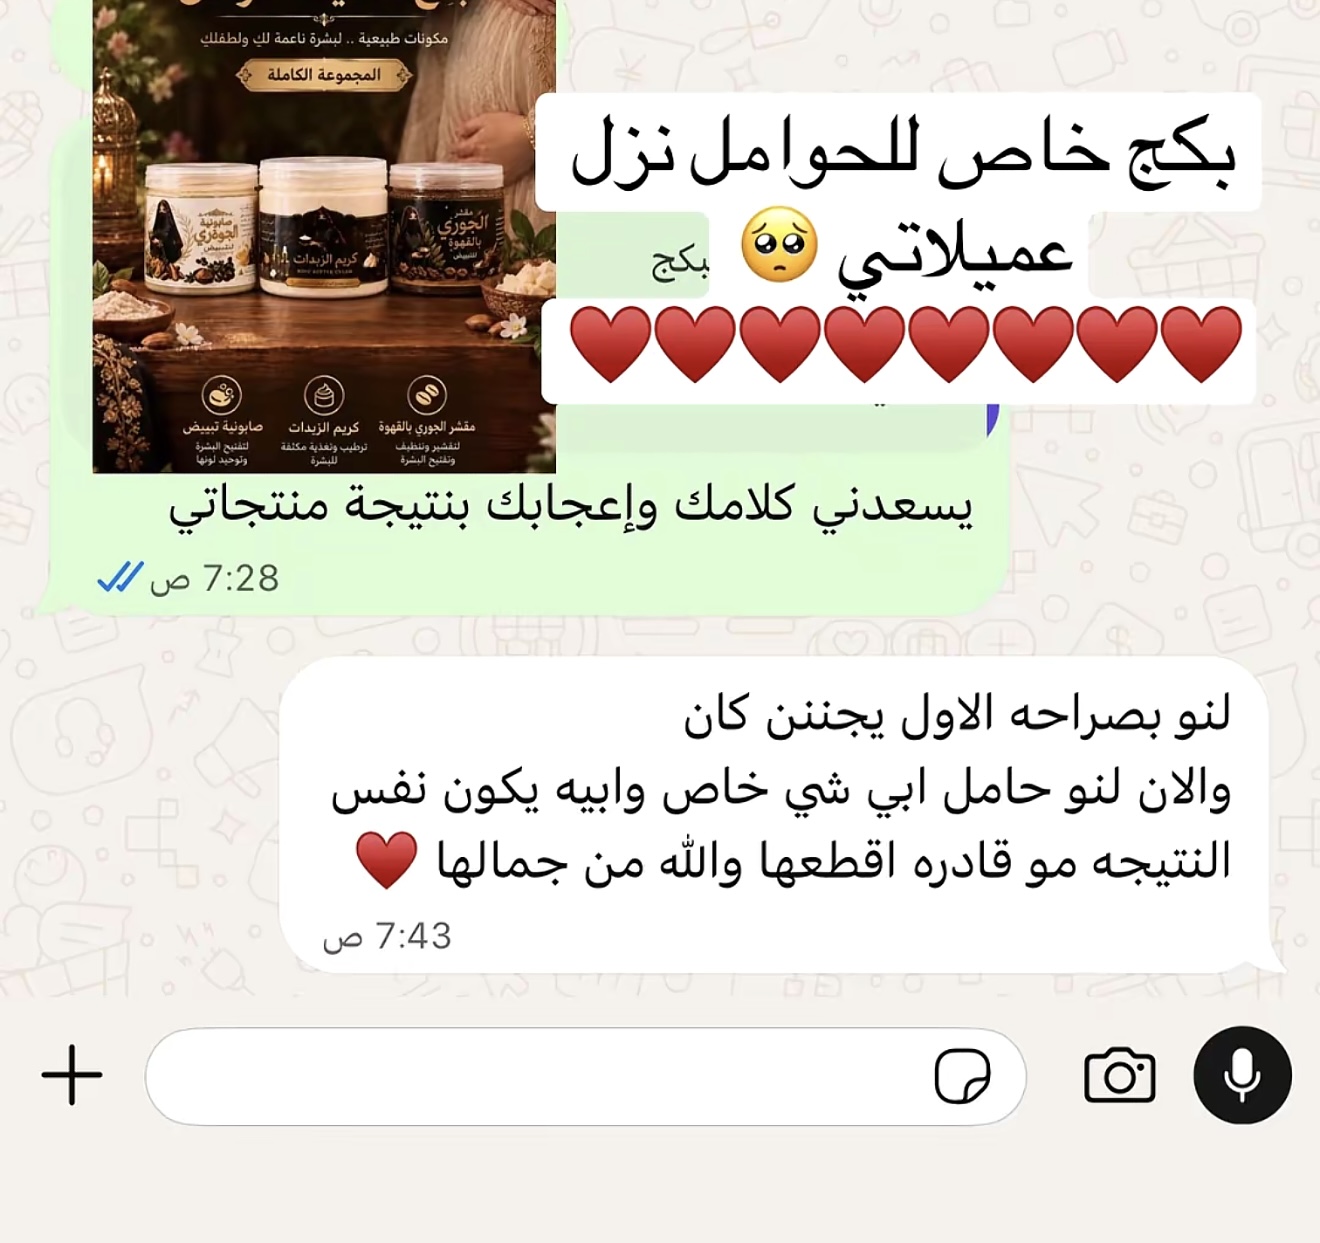 مكونات طبيعية .. لبشرة ناعمة لكِ ولطفلكِ
المجموعة الكاملة
بكج خاص للحوامل نزل
عميلاتي 🥺
♥️♥️♥️♥️♥️♥️♥️♥️
بكج
صابونية
الجوفري
للتبييض
كريم الزبدات
مقشر
الجوري
بالقهوة
للتبييض
مقشر الجوري بالقهوة
لتقشير وتنظيف
وتفتيح البشرة
كريم الزبدات
ترطيب وتغذية مكثفة
للبشرة
صابونية تبييض
لتفتيح البشرة
وتوحيد لونها
يسعدني كلامك وإعجابك بنتيجة منتجاتي
7:28 ص
لنو بصراحه الاول يجننن كان
والان لنو حامل ابي شي خاص وابيه يكون نفس
النتيجه مو قادره اقطعها والله من جمالها ♥️
7:43 ص